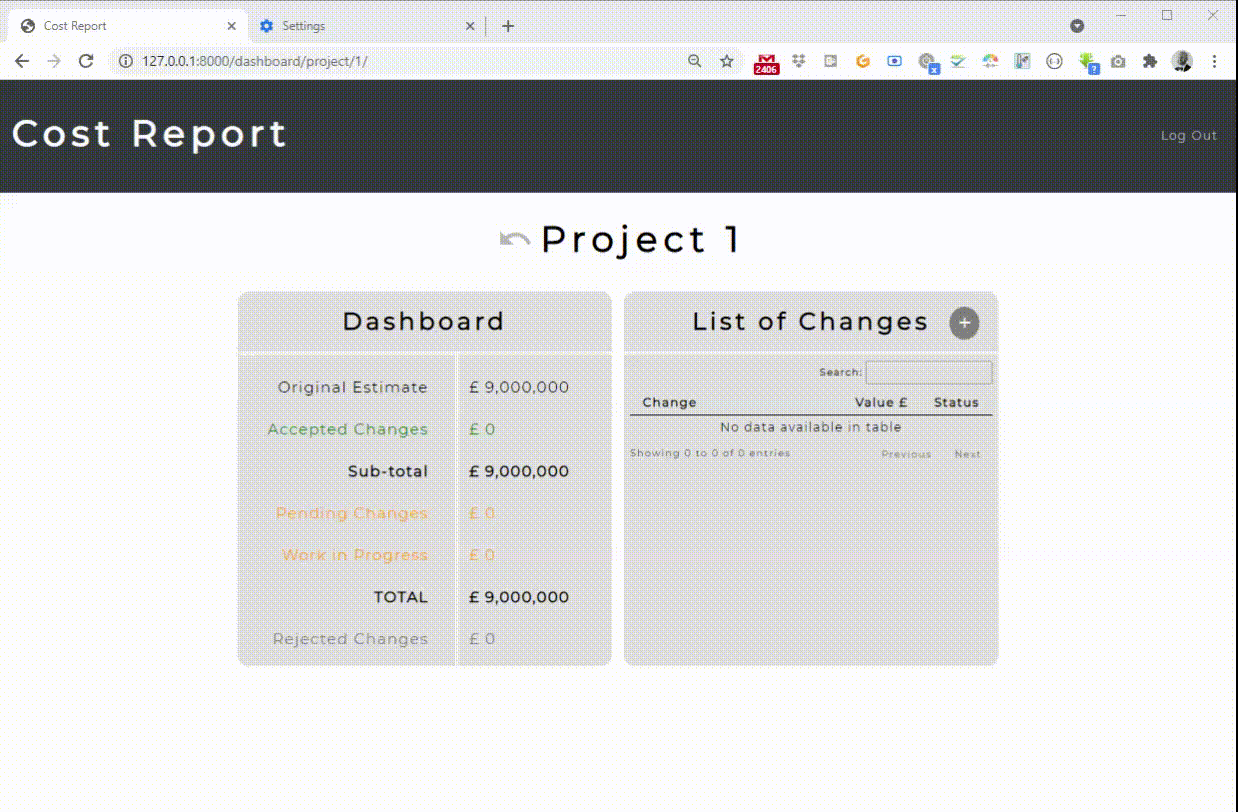 Cost Report
Settings
127.0.0.1:8000/dashboard/project/1/
2406
x
?
Cost Report
Log Out
Project 1
Dashboard
Original Estimate £ 9,000,000
Accepted Changes £ 0
Sub-total £ 9,000,000
Pending Changes £ 0
Work in Progress £ 0
TOTAL £ 9,000,000
Rejected Changes £ 0
List of Changes +
Search:
Change Value £ Status
No data available in table
Showing 0 to 0 of 0 entries Previous Next